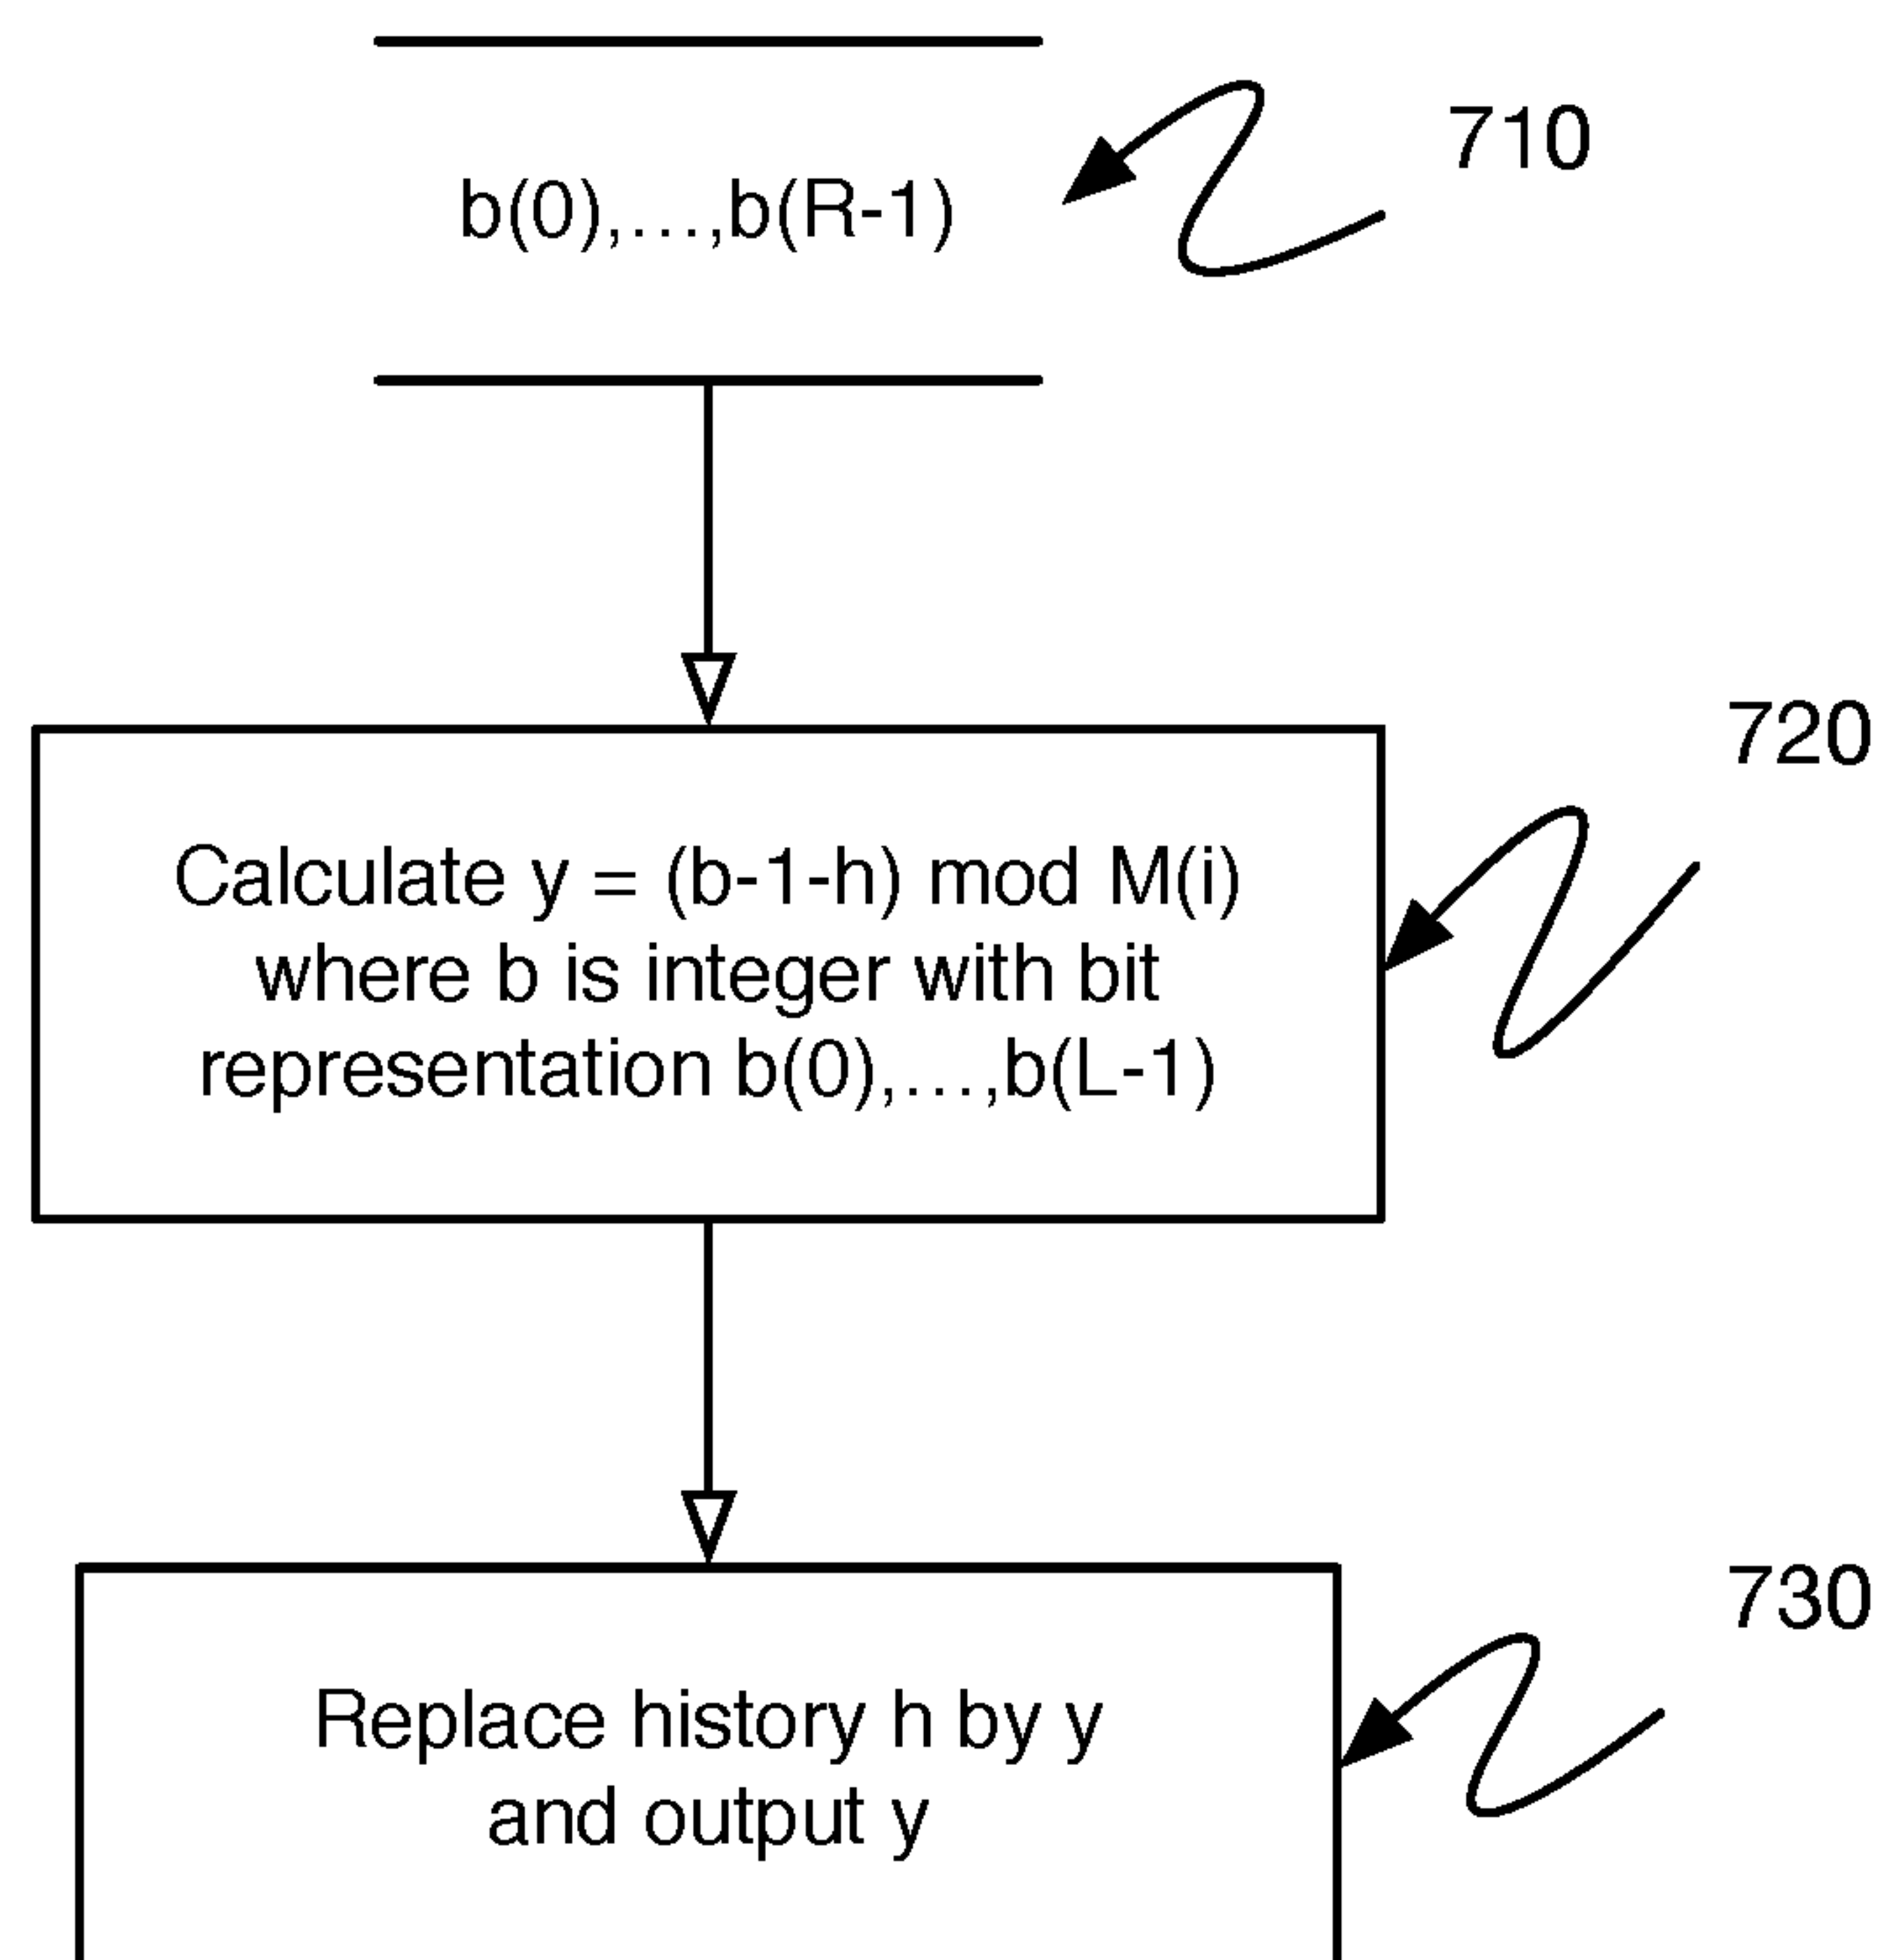 b(0),...,b(R-1)
710
720
Calculate y = (b-1-h) mod M(i)
where b is integer with bit
representation b(0),...,b(L-1)
730
Replace history h by y
and output y